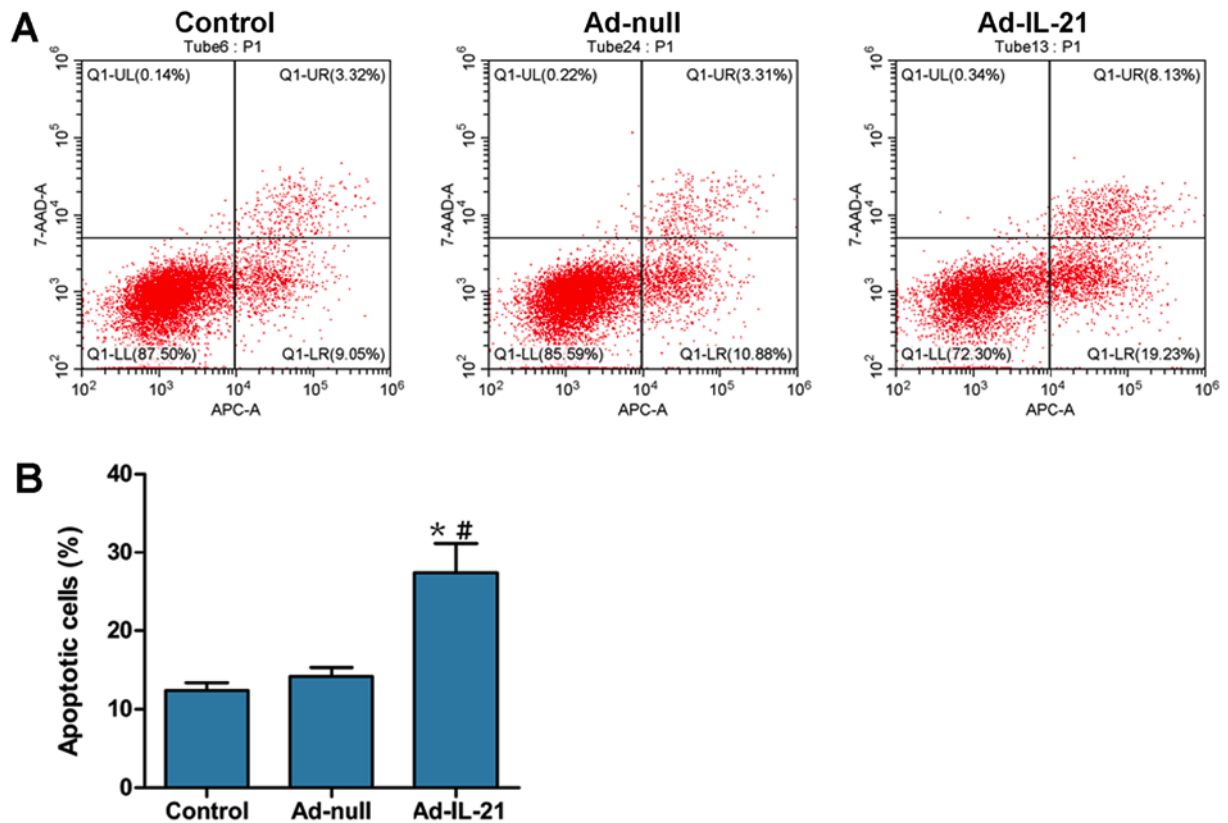 A
Control
Ad-null
Ad-IL-21
Tube6 : P1
Tube24 : P1
Tube13 : P1
Q1-UL(0.14%)
Q1-UR(3.32%)
Q1-LL(87.50%)
Q1-LR(9.05%)
7-AAD-A
10^6
10^5
10^4
10^3
10^2
10^2 10^3 10^4 10^5 10^6
APC-A
Q1-UL(0.22%)
Q1-UR(3.31%)
Q1-LL(85.59%)
Q1-LR(10.88%)
7-AAD-A
10^6
10^5
10^4
10^3
10^2
10^2 10^3 10^4 10^5 10^6
APC-A
Q1-UL(0.34%)
Q1-UR(8.13%)
Q1-LL(72.30%)
Q1-LR(19.23%)
7-AAD-A
10^6
10^5
10^4
10^3
10^2
10^2 10^3 10^4 10^5 10^6
APC-A
B
Apoptotic cells (%)
40
30
20
10
0
* #
Control Ad-null Ad-IL-21